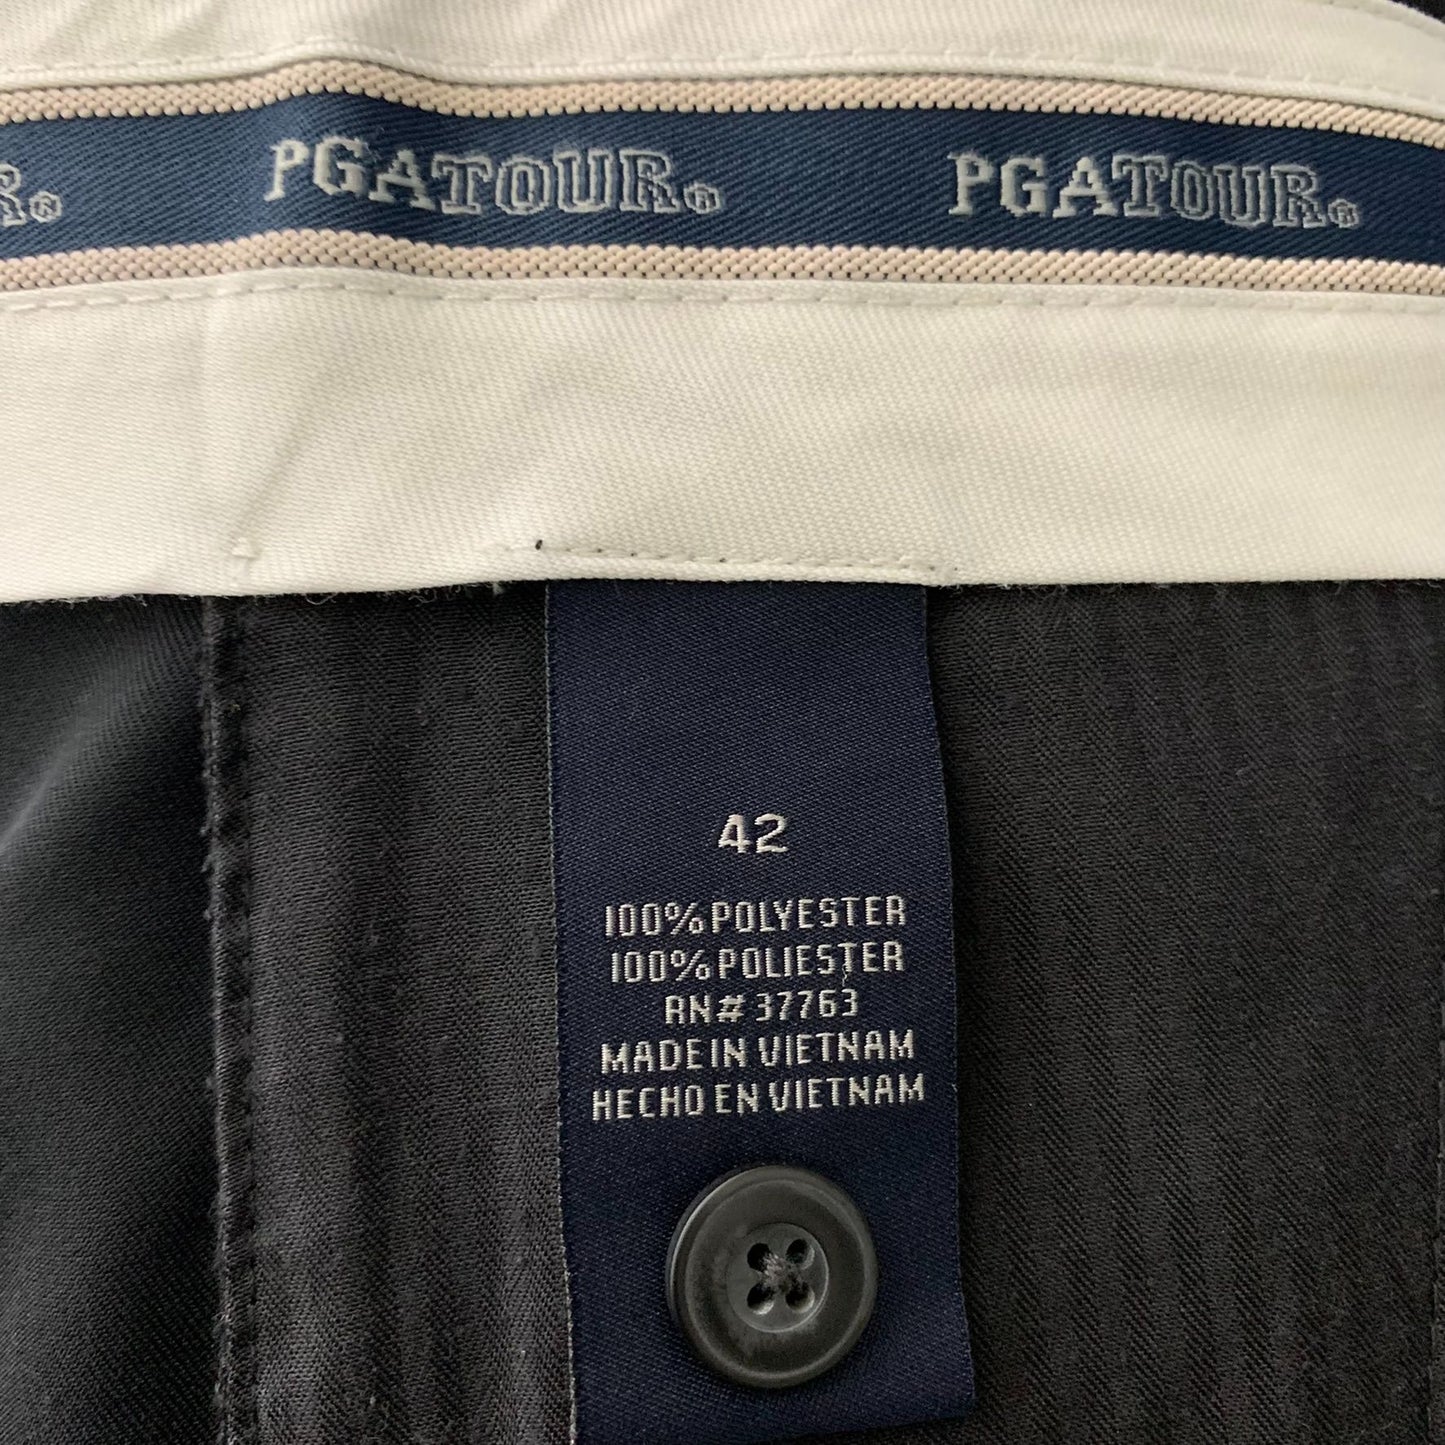 R® PGATOUR® PGATOUR®
42
100% POLYESTER
100% POLIESTER
RN# 37763
MADE IN VIETNAM
HECHO EN VIETNAM